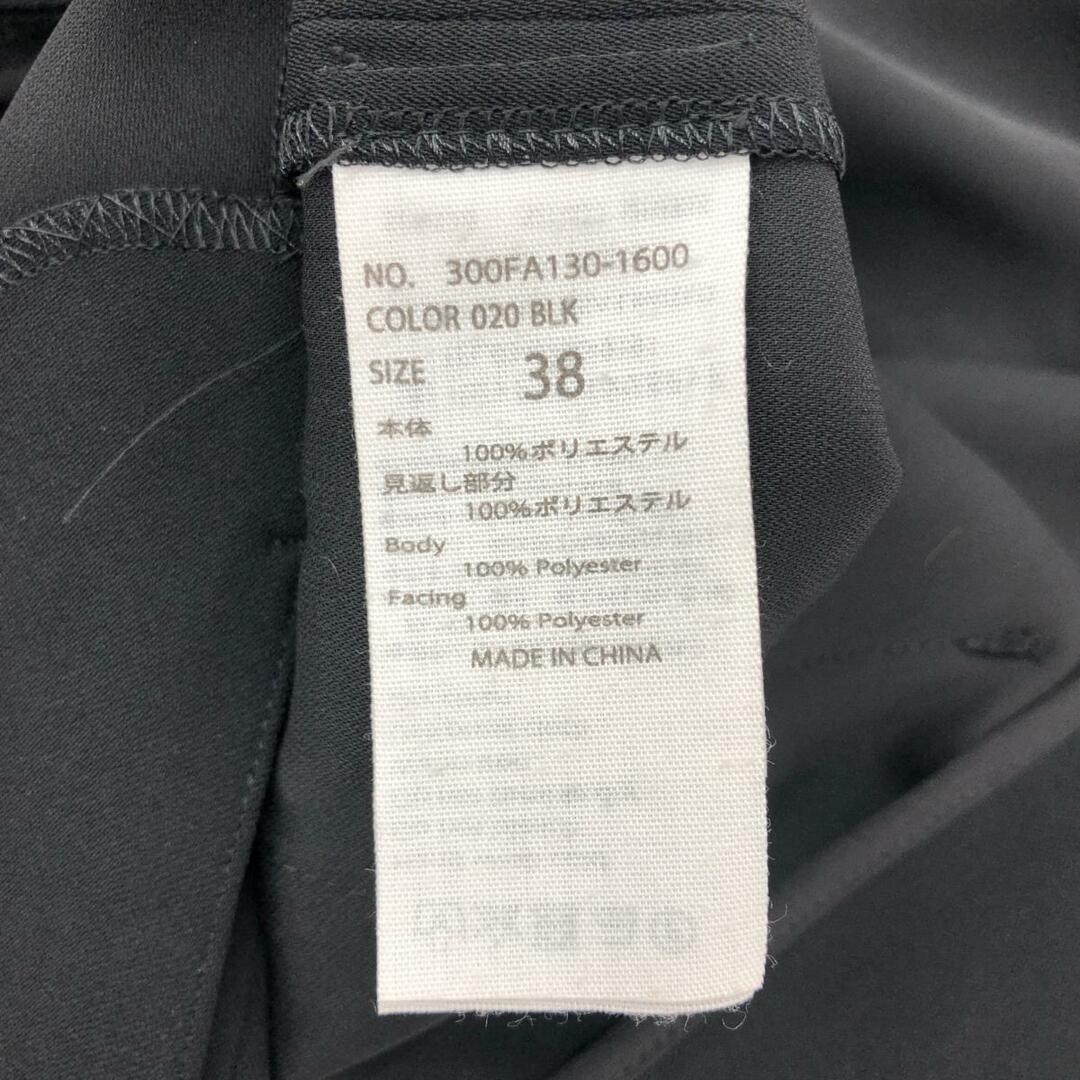 NO. 300FA130-1600
COLOR 020 BLK
SIZE 38
本体
100%ポリエステル
見返し部分
100%ポリエステル
Body
100% Polyester
Facing
100% Polyester
MADE IN CHINA